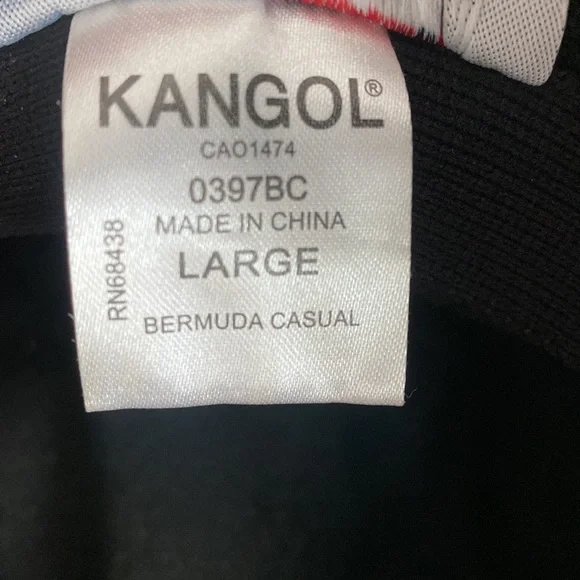 KANGOL®
CAO1474
0397BC
MADE IN CHINA
LARGE
BERMUDA CASUAL
RN68438